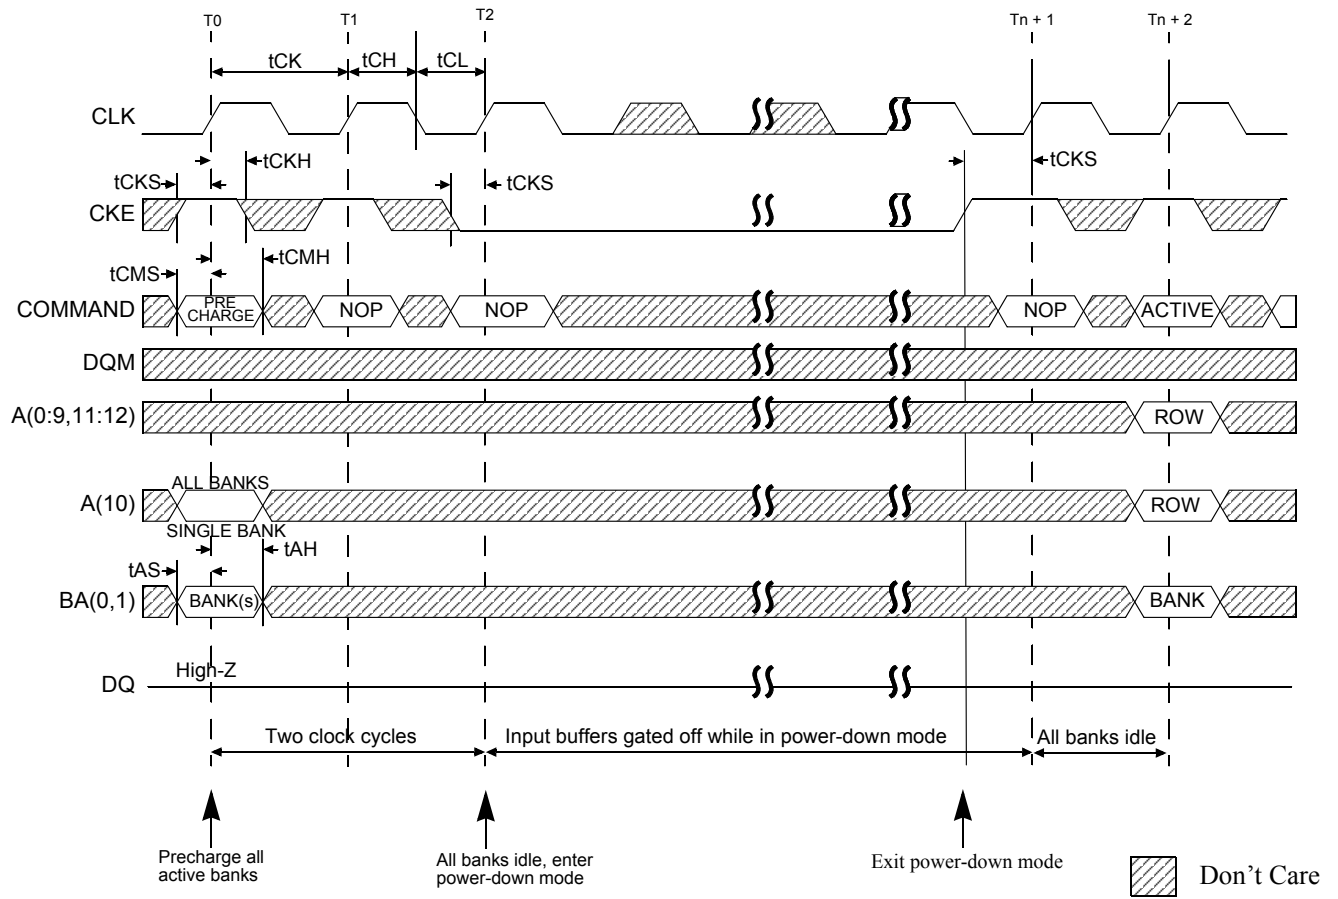 T0
T1
T2
Tn + 1
Tn + 2
tCK
tCH
tCL
CLK
tCKH
tCKS
tCKS
tCKS
CKE
tCMH
tCMS
COMMAND
PRE
CHARGE
NOP
NOP
NOP
ACTIVE
DQM
A(0:9,11:12)
ROW
ALL BANKS
A(10)
ROW
SINGLE BANK
tAH
tAS
BA(0,1)
BANK(s)
BANK
High-Z
DQ
Two clock cycles
Input buffers gated off while in power-down mode
All banks idle
Precharge all
active banks
All banks idle, enter
power-down mode
Exit power-down mode
Don't Care